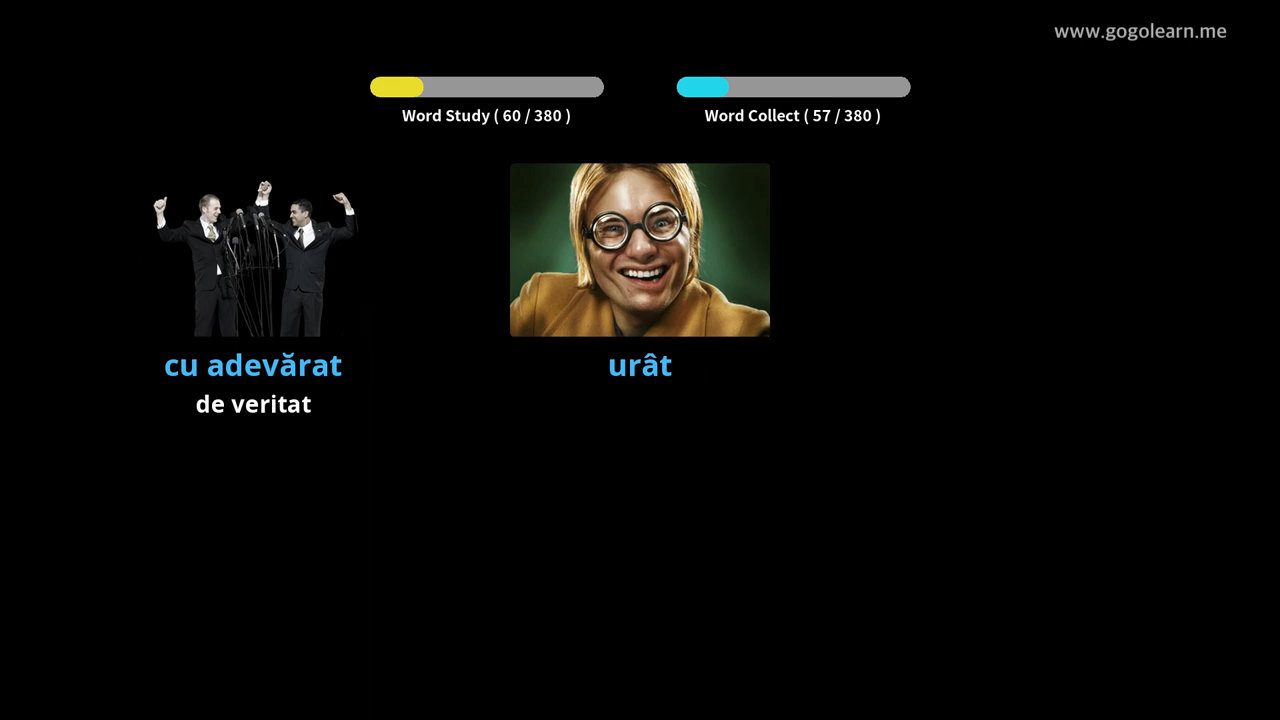 www.gogolearn.me
Word Study ( 60 / 380 )
Word Collect ( 57 / 380 )
cu adevărat
de veritat
urât